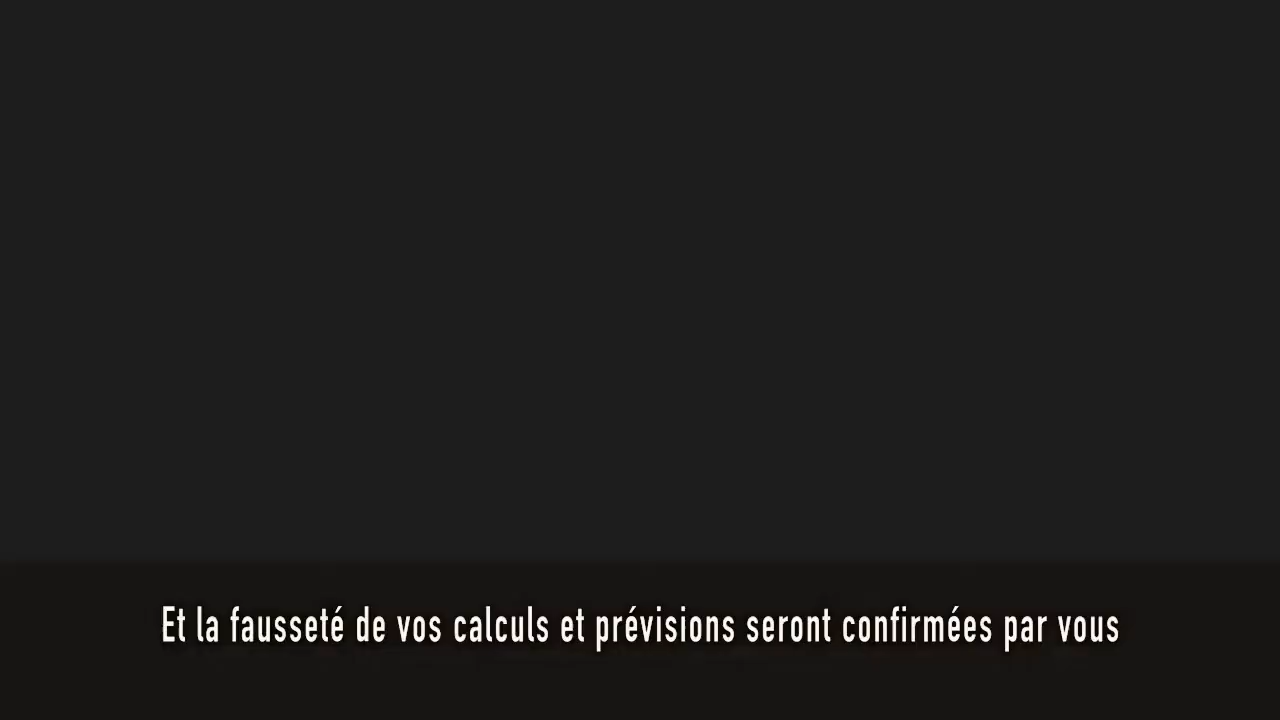 Et la fausseté de vos calculs et prévisions seront confirmées par vous